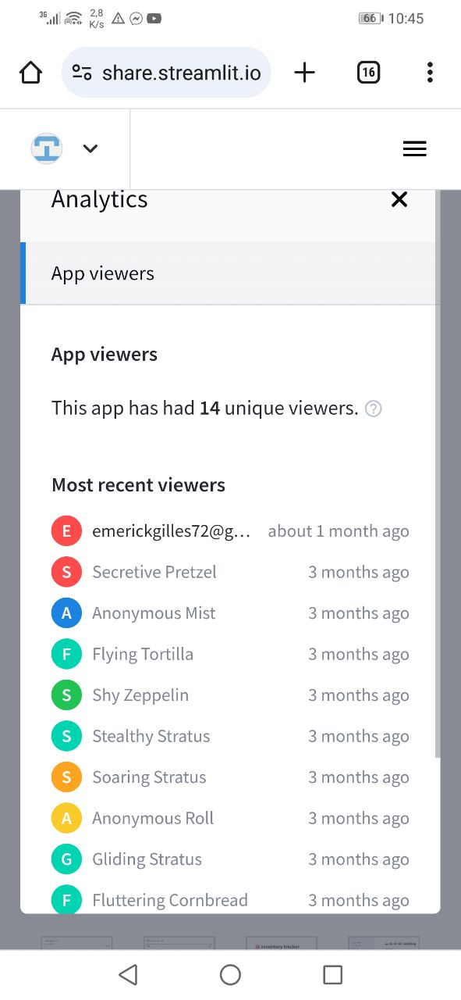 3G 2,8 K/s 66 10:45
share.streamlit.io 16
Analytics
App viewers
App viewers
This app has had 14 unique viewers. ?
Most recent viewers
E emerickgilles72@g... about 1 month ago
S Secretive Pretzel 3 months ago
A Anonymous Mist 3 months ago
F Flying Tortilla 3 months ago
S Shy Zeppelin 3 months ago
S Stealthy Stratus 3 months ago
S Soaring Stratus 3 months ago
A Anonymous Roll 3 months ago
G Gliding Stratus 3 months ago
F Fluttering Cornbread 3 months ago
Inventory tracker